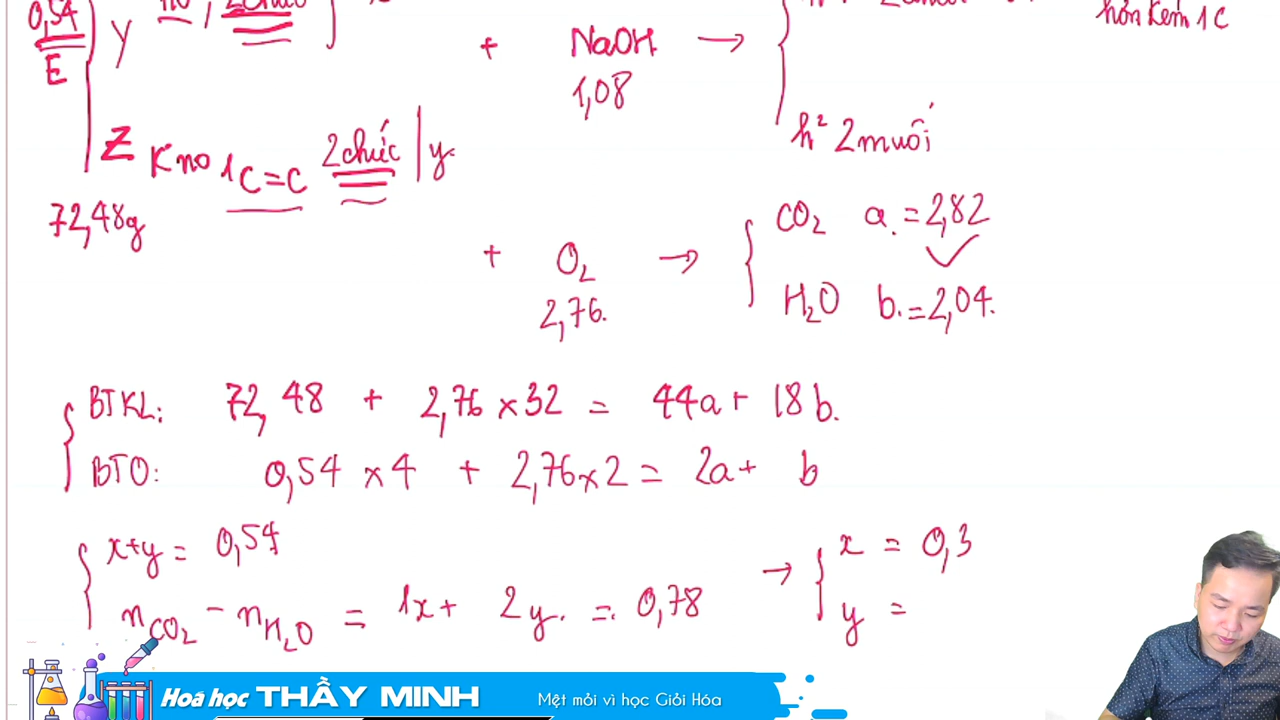 0,54
E
y
hỗn kém 1C
+ NaOH →
1,08
Z Kno 1C=C 2chức y
h² 2 muối
72,48g
CO₂ a = 2,82
+ O₂ →
2,76
H₂O b = 2,04
BTKL: 72,48 + 2,76 × 32 = 44a + 18b
BTO: 0,54 × 4 + 2,76 × 2 = 2a + b
x+y = 0,54
nCO₂ - nH₂O = 1x + 2y = 0,78 → x = 0,3
y =
Hoá học THẦY MINH Mệt mỏi vì học Giỏi Hóa